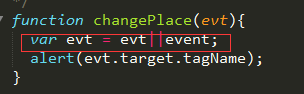 */
function changePlace(evt){
var evt = evt||event;
alert(evt.target.tagName);
}